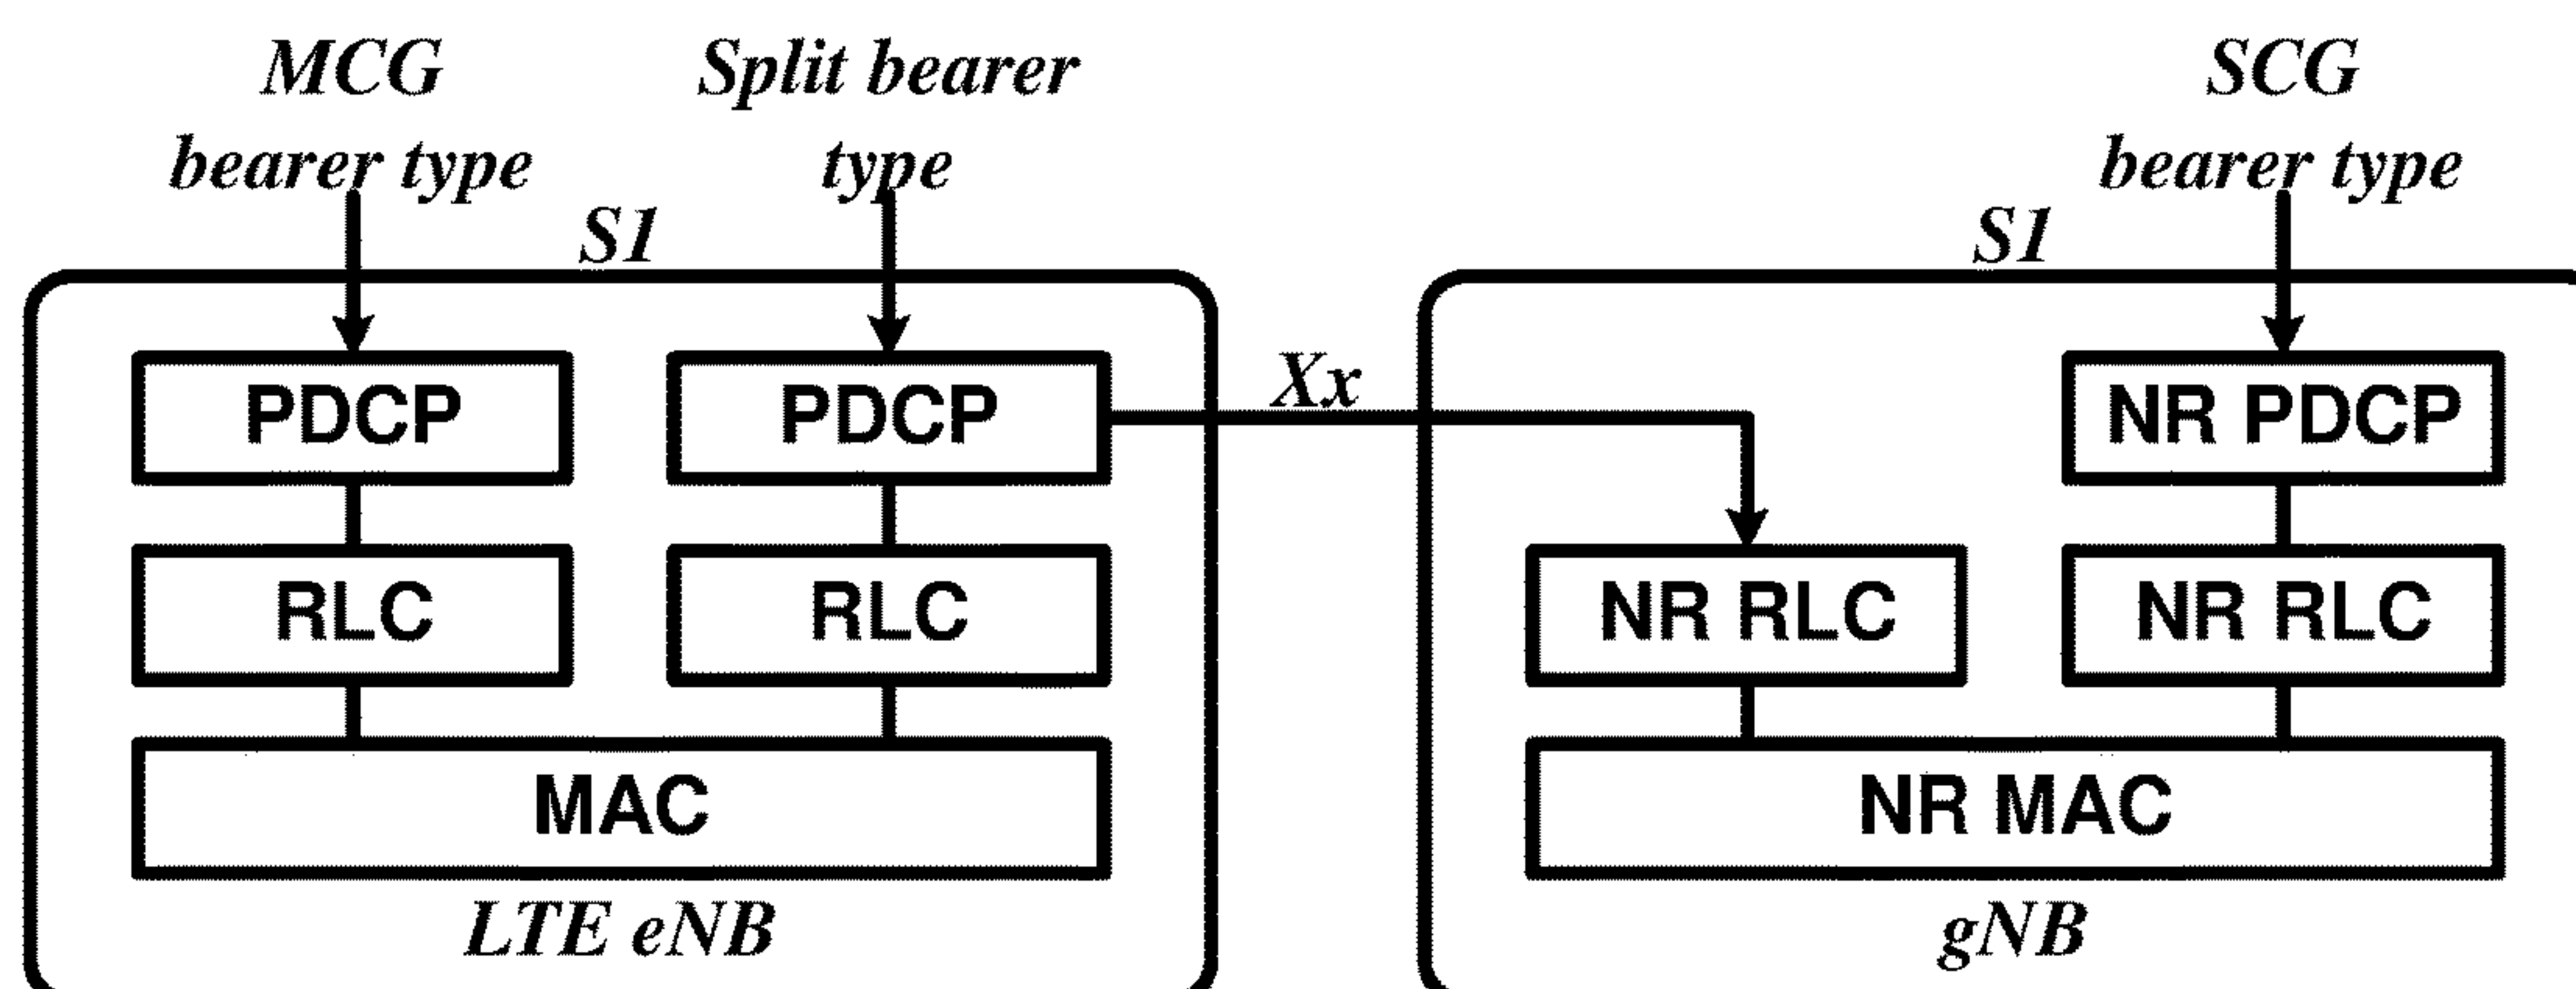 MCG
bearer type
Split bearer
type
SCG
bearer type
S1
S1
Xx
PDCP
PDCP
NR PDCP
RLC
RLC
NR RLC
NR RLC
MAC
NR MAC
LTE eNB
gNB